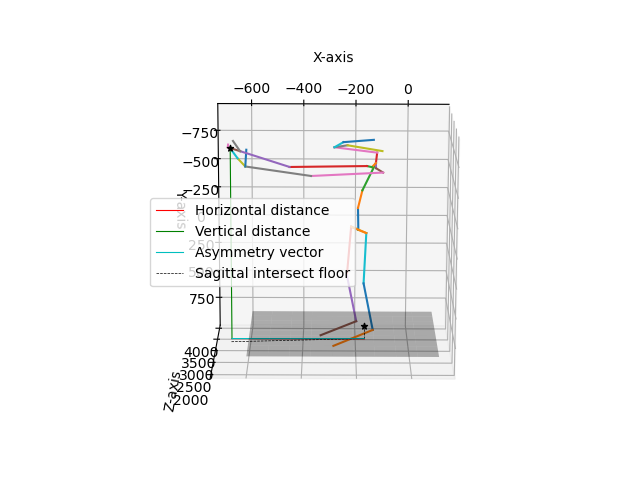 X-axis
−600 −400 −200 0
−750
−500
−250
0
250
500
750
Y-axis
Horizontal distance
Vertical distance
Asymmetry vector
Sagittal intersect floor
4000
3500
3000
2500
2000
Z-axis